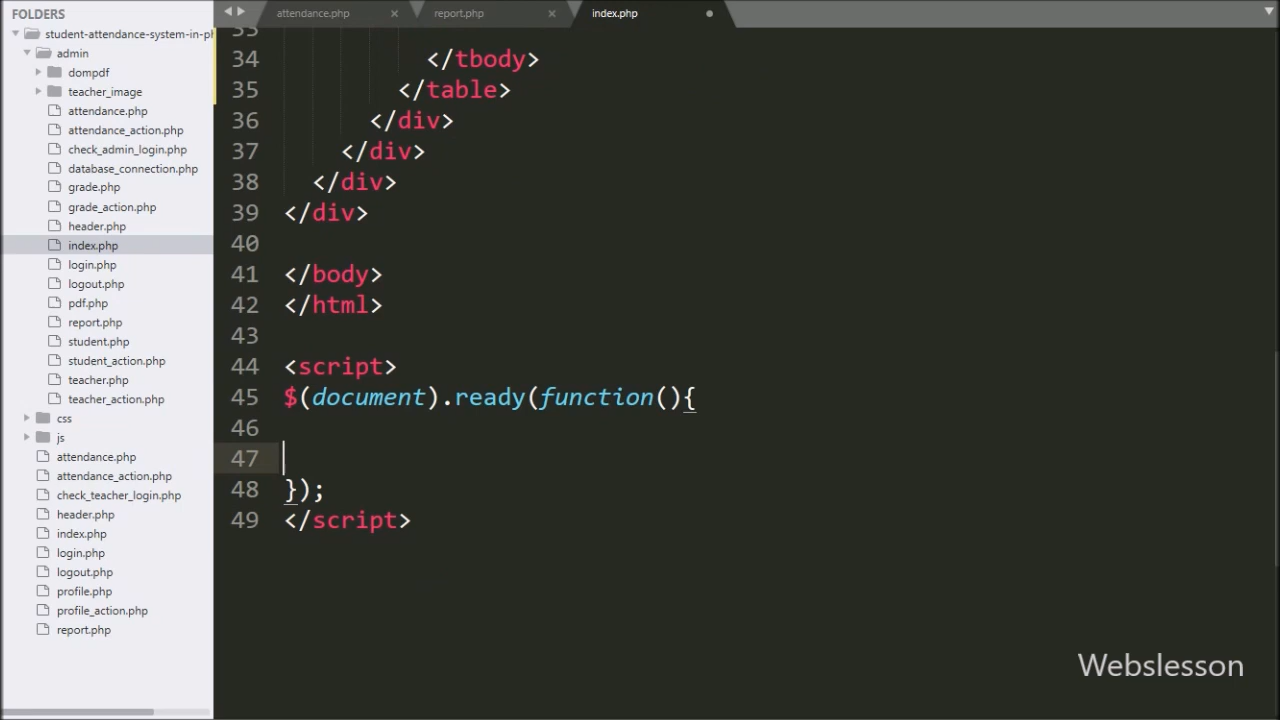 FOLDERS
student-attendance-system-in-ph
admin
dompdf
teacher_image
attendance.php
attendance_action.php
check_admin_login.php
database_connection.php
grade.php
grade_action.php
header.php
index.php
login.php
logout.php
pdf.php
report.php
student.php
student_action.php
teacher.php
teacher_action.php
css
js
attendance.php
attendance_action.php
check_teacher_login.php
header.php
index.php
login.php
logout.php
profile.php
profile_action.php
report.php
attendance.php report.php index.php
33
34 </tbody>
35 </table>
36 </div>
37 </div>
38 </div>
39 </div>
40
41 </body>
42 </html>
43
44 <script>
45 $(document).ready(function(){
46
47
48 });
49 </script>
Webslesson